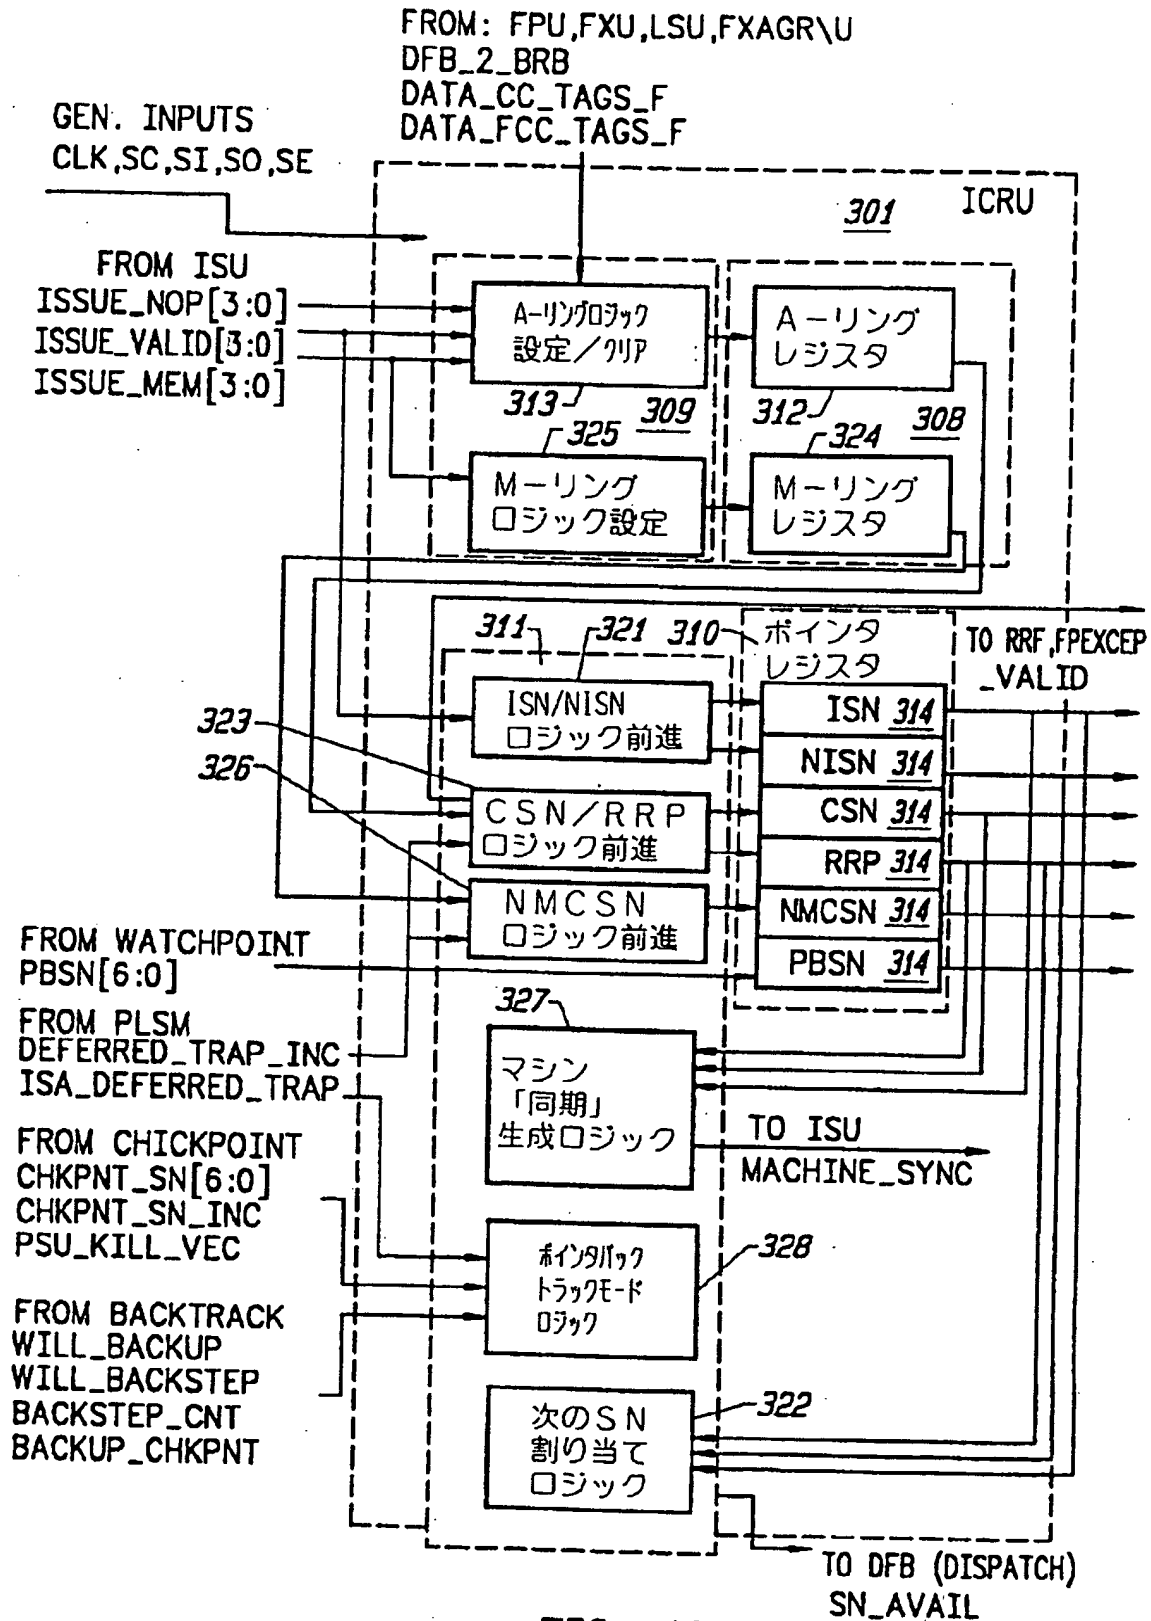 FROM: FPU,FXU,LSU,FXAGR\U
DFB_2_BRB
DATA_CC_TAGS_F
DATA_FCC_TAGS_F
GEN. INPUTS
CLK,SC,SI,SO,SE
ICRU
301
FROM ISU
ISSUE_NOP[3:0]
ISSUE_VALID[3:0]
ISSUE_MEM[3:0]
Aーリングロジック
設定／クリア
313
309
Aーリング
レジスタ
312
308
325
Mーリング
ロジック設定
324
Mーリング
レジスタ
311
321
310
ポインタ
レジスタ
TO RRF,FPEXCEP
_VALID
ISN/NISN
ロジック前進
323
326
CSN／RRP
ロジック前進
NMCSN
ロジック前進
ISN 314
NISN 314
CSN 314
RRP 314
NMCSN 314
PBSN 314
FROM WATCHPOINT
PBSN[6:0]
FROM PLSM
DEFERRED_TRAP_INC
ISA_DEFERRED_TRAP
327
マシン
「同期」
生成ロジック
TO ISU
MACHINE_SYNC
FROM CHICKPOINT
CHKPNT_SN[6:0]
CHKPNT_SN_INC
PSU_KILL_VEC
ポインタバック
トラックモード
ロジック
328
FROM BACKTRACK
WILL_BACKUP
WILL_BACKSTEP
BACKSTEP_CNT
BACKUP_CHKPNT
次のSN
割り当て
ロジック
322
TO DFB (DISPATCH)
SN_AVAIL